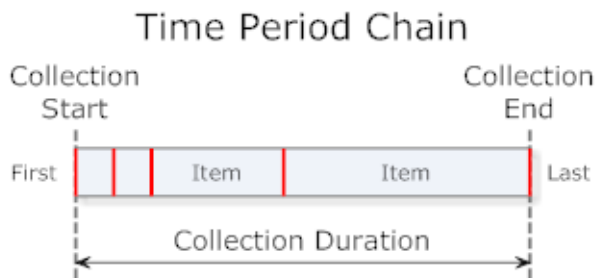 Time Period Chain
Collection Collection
Start End
First Item Item Last
Collection Duration